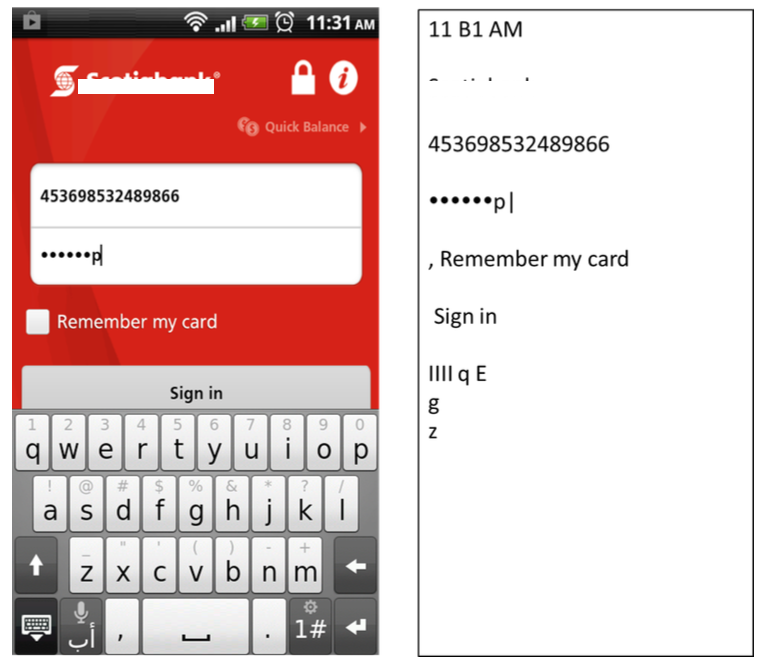 11:31 AM
Quick Balance
453698532489866
••••••p
Remember my card
Sign in
1 2 3 4 5 6 7 8 9 0
q w e r t y u i o p
! @ # $ % & * ? /
a s d f g h j k l
_ " ' ( ) - +
z x c v b n m
أب , . 1#
11 B1 AM
453698532489866
••••••p|
, Remember my card
Sign in
IIII q E
g
z